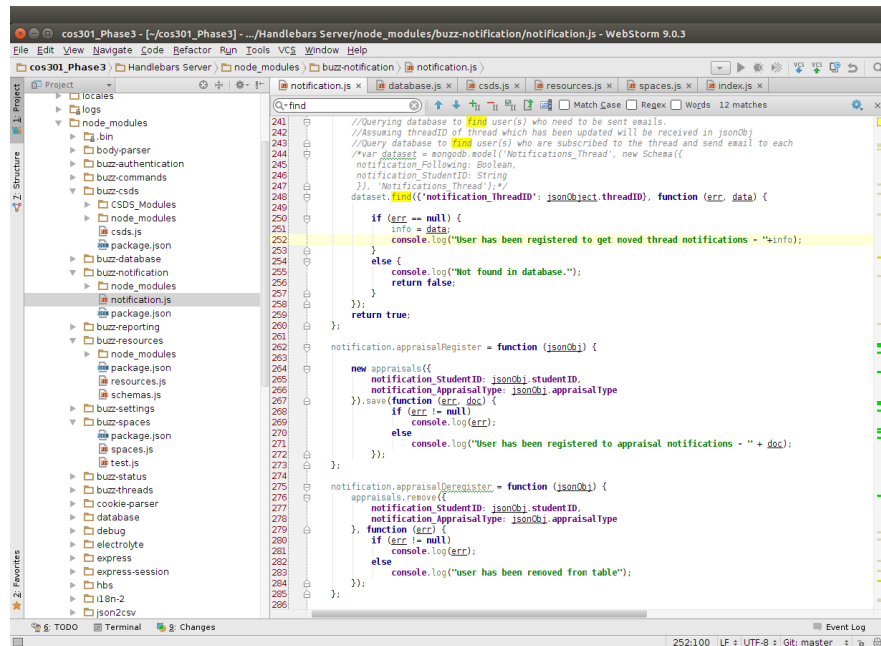 cos301_Phase3 - [~/cos301_Phase3] - .../Handlebars Server/node_modules/buzz-notification/notification.js - WebStorm 9.0.3
File Edit View Navigate Code Refactor Run Tools VCS Window Help
cos301_Phase3 Handlebars Server node_modules buzz-notification notification.js
VCS VCS
1: Project
Z: Structure
2: Favorites
Project
locales
logs
node_modules
.bin
body-parser
buzz-authentication
buzz-commands
buzz-csds
CSDS_Modules
node_modules
csds.js
package.json
buzz-database
buzz-notification
node_modules
notification.js
package.json
buzz-reporting
buzz-resources
node_modules
package.json
resources.js
schemas.js
buzz-settings
buzz-spaces
package.json
spaces.js
test.js
buzz-status
buzz-threads
cookie-parser
database
debug
electrolyte
express
express-session
hbs
i18n-2
json2csv
notification.js × database.js × csds.js × resources.js × spaces.js × index.js ×
find Match Case Regex Words 12 matches
241 //Querying database to find user(s) who need to be sent emails.
242 //Assuming threadID of thread which has been updated will be received in jsonObj
243 //Query database to find user(s) who are subscribed to the thread and send email to each
244 /*var dataset = mongodb.model('Notifications_Thread', new Schema({
245 notification_Following: Boolean,
246 notification_StudentID: String
247 }), 'Notifications_Thread');*/
248 dataset.find({'notification_ThreadID': jsonObject.threadID}, function (err, data) {
249
250 if (err == null) {
251 info = data;
252 console.log("User has been registered to get moved thread notifications - "+info);
253 }
254 else {
255 console.log("Not found in database.");
256 return false;
257 }
258 });
259 return true;
260 };
261
262 notification.appraisalRegister = function (jsonObj) {
263
264 new appraisals({
265 notification_StudentID: jsonObj.studentID,
266 notification_AppraisalType: jsonObj.appraisalType
267 }).save(function (err, doc) {
268 if (err != null)
269 console.log(err);
270 else
271 console.log("User has been registered to appraisal notifications - " + doc);
272 });
273 };
274
275 notification.appraisalDeregister = function (jsonObj) {
276 appraisals.remove({
277 notification_StudentID: jsonObj.studentID,
278 notification_AppraisalType: jsonObj.appraisalType
279 }, function (err) {
280 if (err != null)
281 console.log(err);
282 else
283 console.log("user has been removed from table");
284 });
285 };
286
6: TODO Terminal 9: Changes Event Log
252:100 LF UTF-8 Git: master